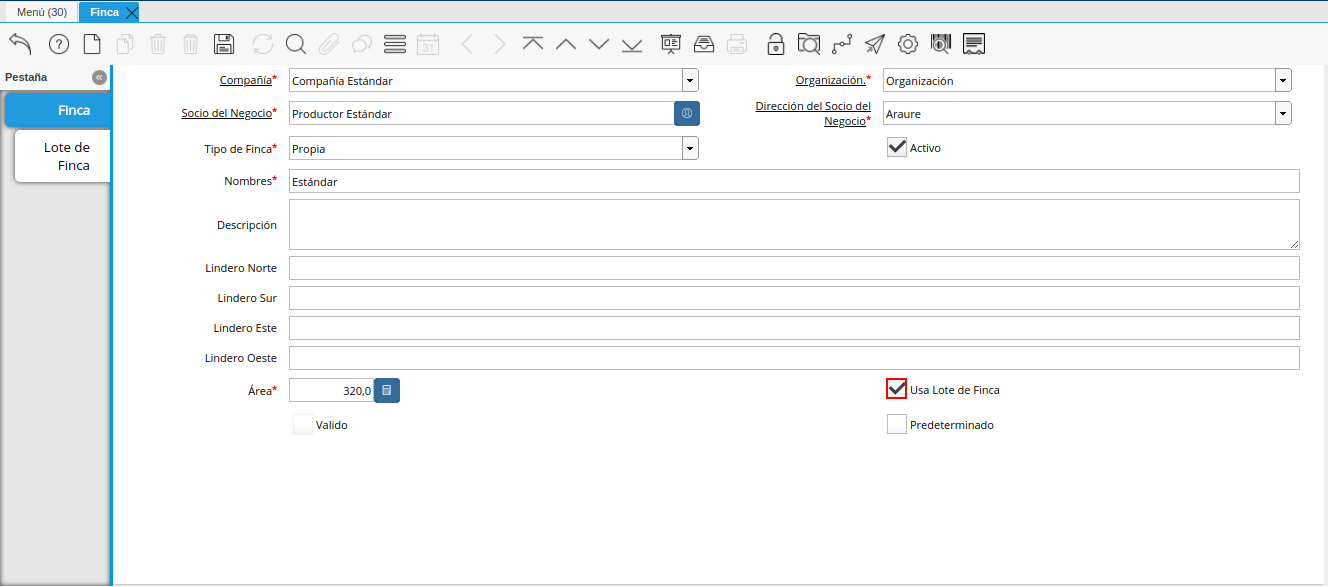 Menú (30)
Finca
31
Pestaña
Finca
Lote de
Finca
Compañía*
Compañía Estándar
Organización.*
Organización
Socio del Negocio*
Productor Estándar
Dirección del Socio del
Negocio*
Araure
Tipo de Finca*
Propia
Activo
Nombres*
Estándar
Descripción
Lindero Norte
Lindero Sur
Lindero Este
Lindero Oeste
Área*
320,0
Usa Lote de Finca
Valido
Predeterminado